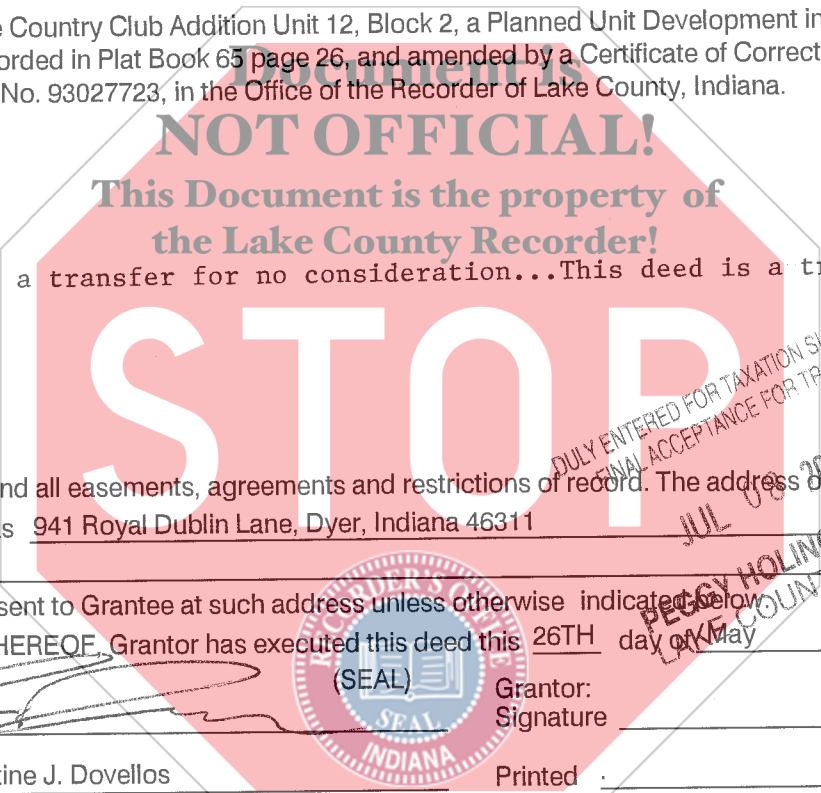 e Country Club Addition Unit 12, Block 2, a Planned Unit Development in
orded in Plat Book 65 page 26, and amended by a Certificate of Correct
No. 93027723, in the Office of the Recorder of Lake County, Indiana.
Document is
NOT OFFICIAL!
This Document is the property of
the Lake County Recorder!
a transfer for no consideration...This deed is a tr
STOP
DULY ENTERED FOR TAXATION SU
FINAL ACCEPTANCE FOR TR
nd all easements, agreements and restrictions of record. The address o
s 941 Royal Dublin Lane, Dyer, Indiana 46311
JUL 08 20
PEGGY HOLING
LAKE COUN
sent to Grantee at such address unless otherwise indicated below.
HEREOF, Grantor has executed this deed this 26TH day of May
(SEAL)
Grantor:
Signature
RECORDER'S OFFICE
SEAL
INDIANA
tine J. Dovellos
Printed